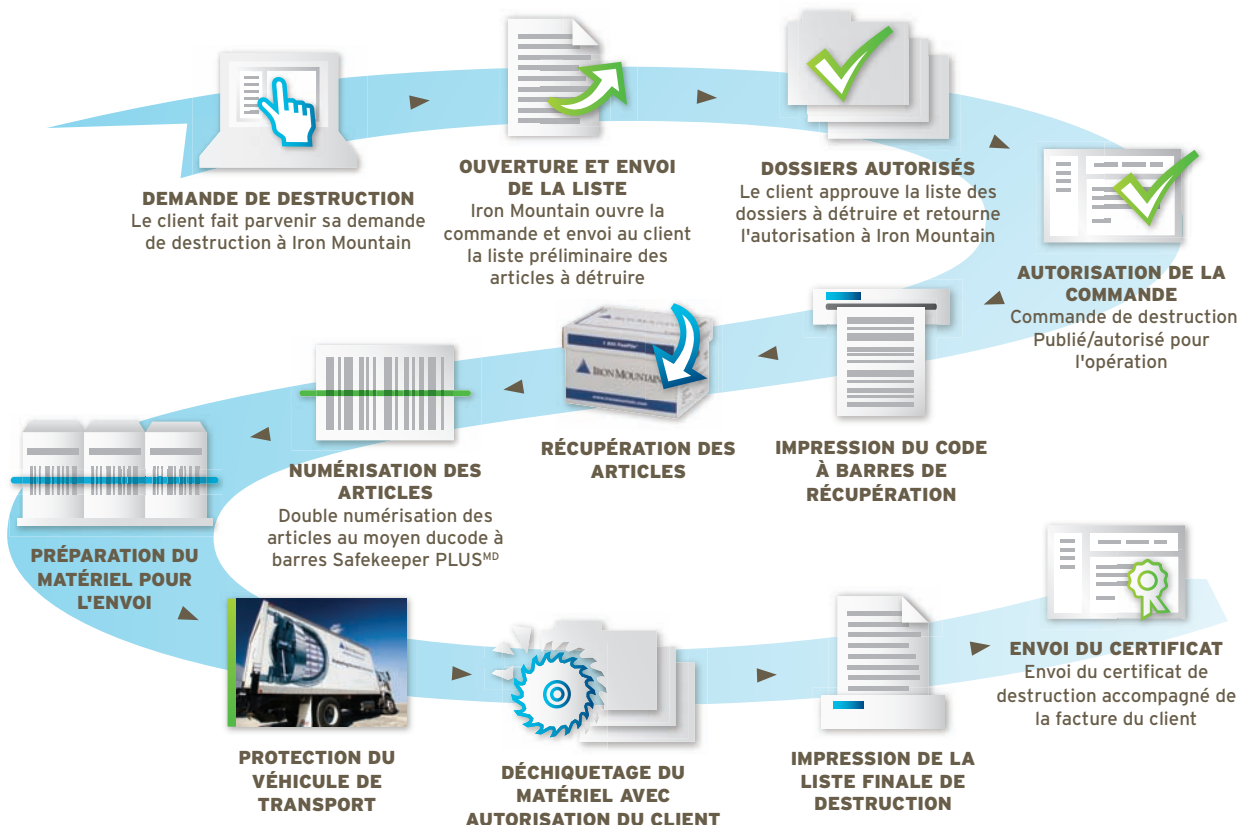 DEMANDE DE DESTRUCTION
Le client fait parvenir sa demande
de destruction à Iron Mountain
OUVERTURE ET ENVOI
DE LA LISTE
Iron Mountain ouvre la
commande et envoi au client
la liste préliminaire des
articles à détruire
DOSSIERS AUTORISÉS
Le client approuve la liste des
dossiers à détruire et retourne
l'autorisation à Iron Mountain
AUTORISATION DE LA
COMMANDE
Commande de destruction
Publié/autorisé pour
l'opération
IMPRESSION DU CODE
À BARRES DE
RÉCUPÉRATION
IRON MOUNTAIN
www.ironmountain.com
RÉCUPÉRATION DES
ARTICLES
NUMÉRISATION DES
ARTICLES
Double numérisation des
articles au moyen ducode à
barres Safekeeper PLUSᴹᴰ
PRÉPARATION DU
MATÉRIEL POUR
L'ENVOI
PROTECTION DU
VÉHICULE DE
TRANSPORT
DÉCHIQUETAGE DU
MATÉRIEL AVEC
AUTORISATION DU CLIENT
IMPRESSION DE LA
LISTE FINALE DE
DESTRUCTION
ENVOI DU CERTIFICAT
Envoi du certificat de
destruction accompagné de
la facture du client